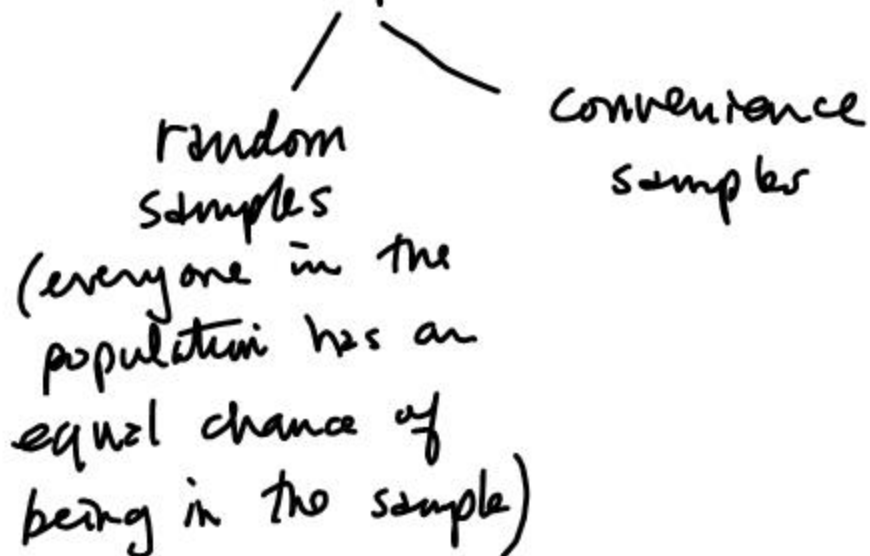 random
samples
(everyone in the
population has an
equal chance of
being in the sample)
convenience
samples